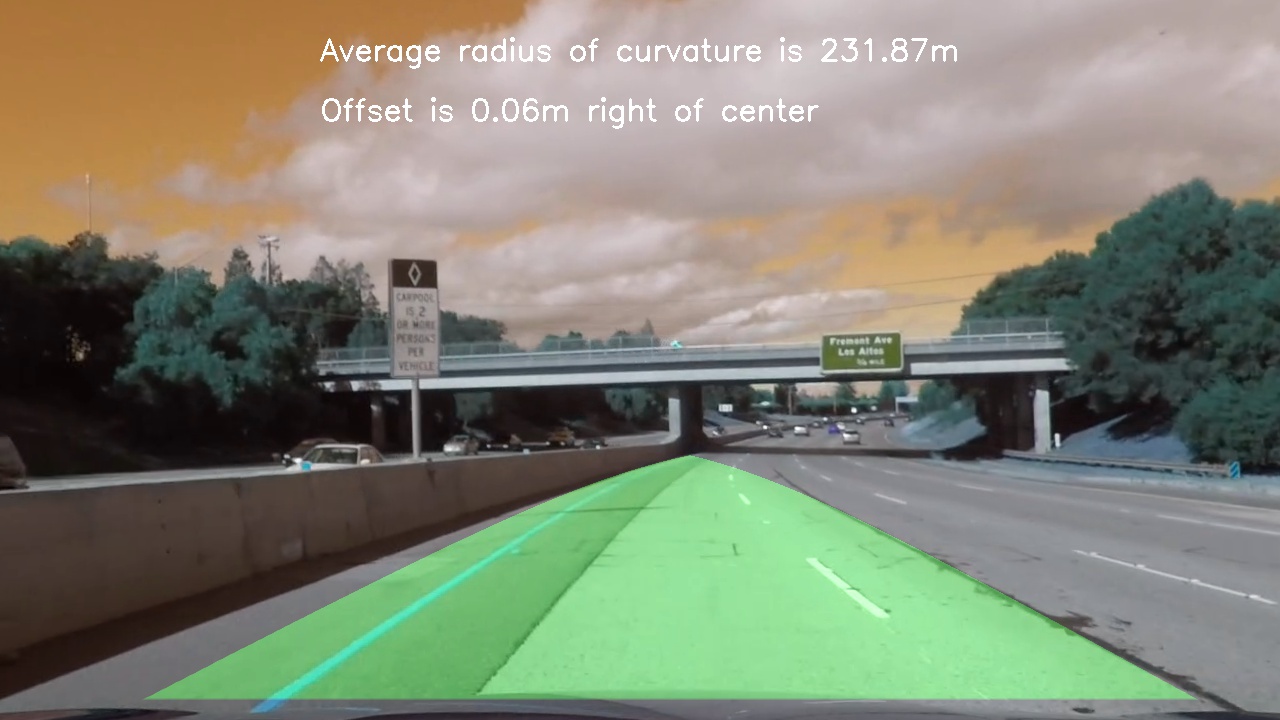 Average radius of curvature is 231.87m
Offset is 0.06m right of center
CARPOOL
IS 2
OR MORE
PERSONS
PER
VEHICLE
Fremont Ave
Los Altos
MILE